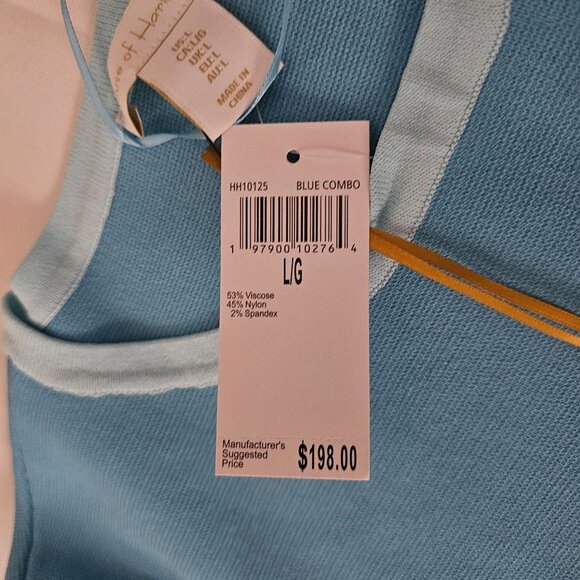 of
US:L
CA:L/G
UK:L
EU:L
AU:L
MADE IN
CHINA
HH10125 BLUE COMBO
1 97900 10276 4
L/G
53% Viscose
45% Nylon
2% Spandex
Manufacturer's
Suggested
Price
$198.00